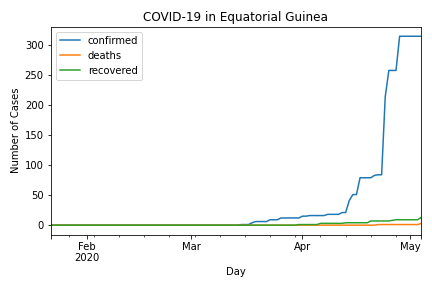 COVID-19 in Equatorial Guinea
confirmed
deaths
recovered
Number of Cases
300
250
200
150
100
50
0
Feb Mar Apr May
2020
Day